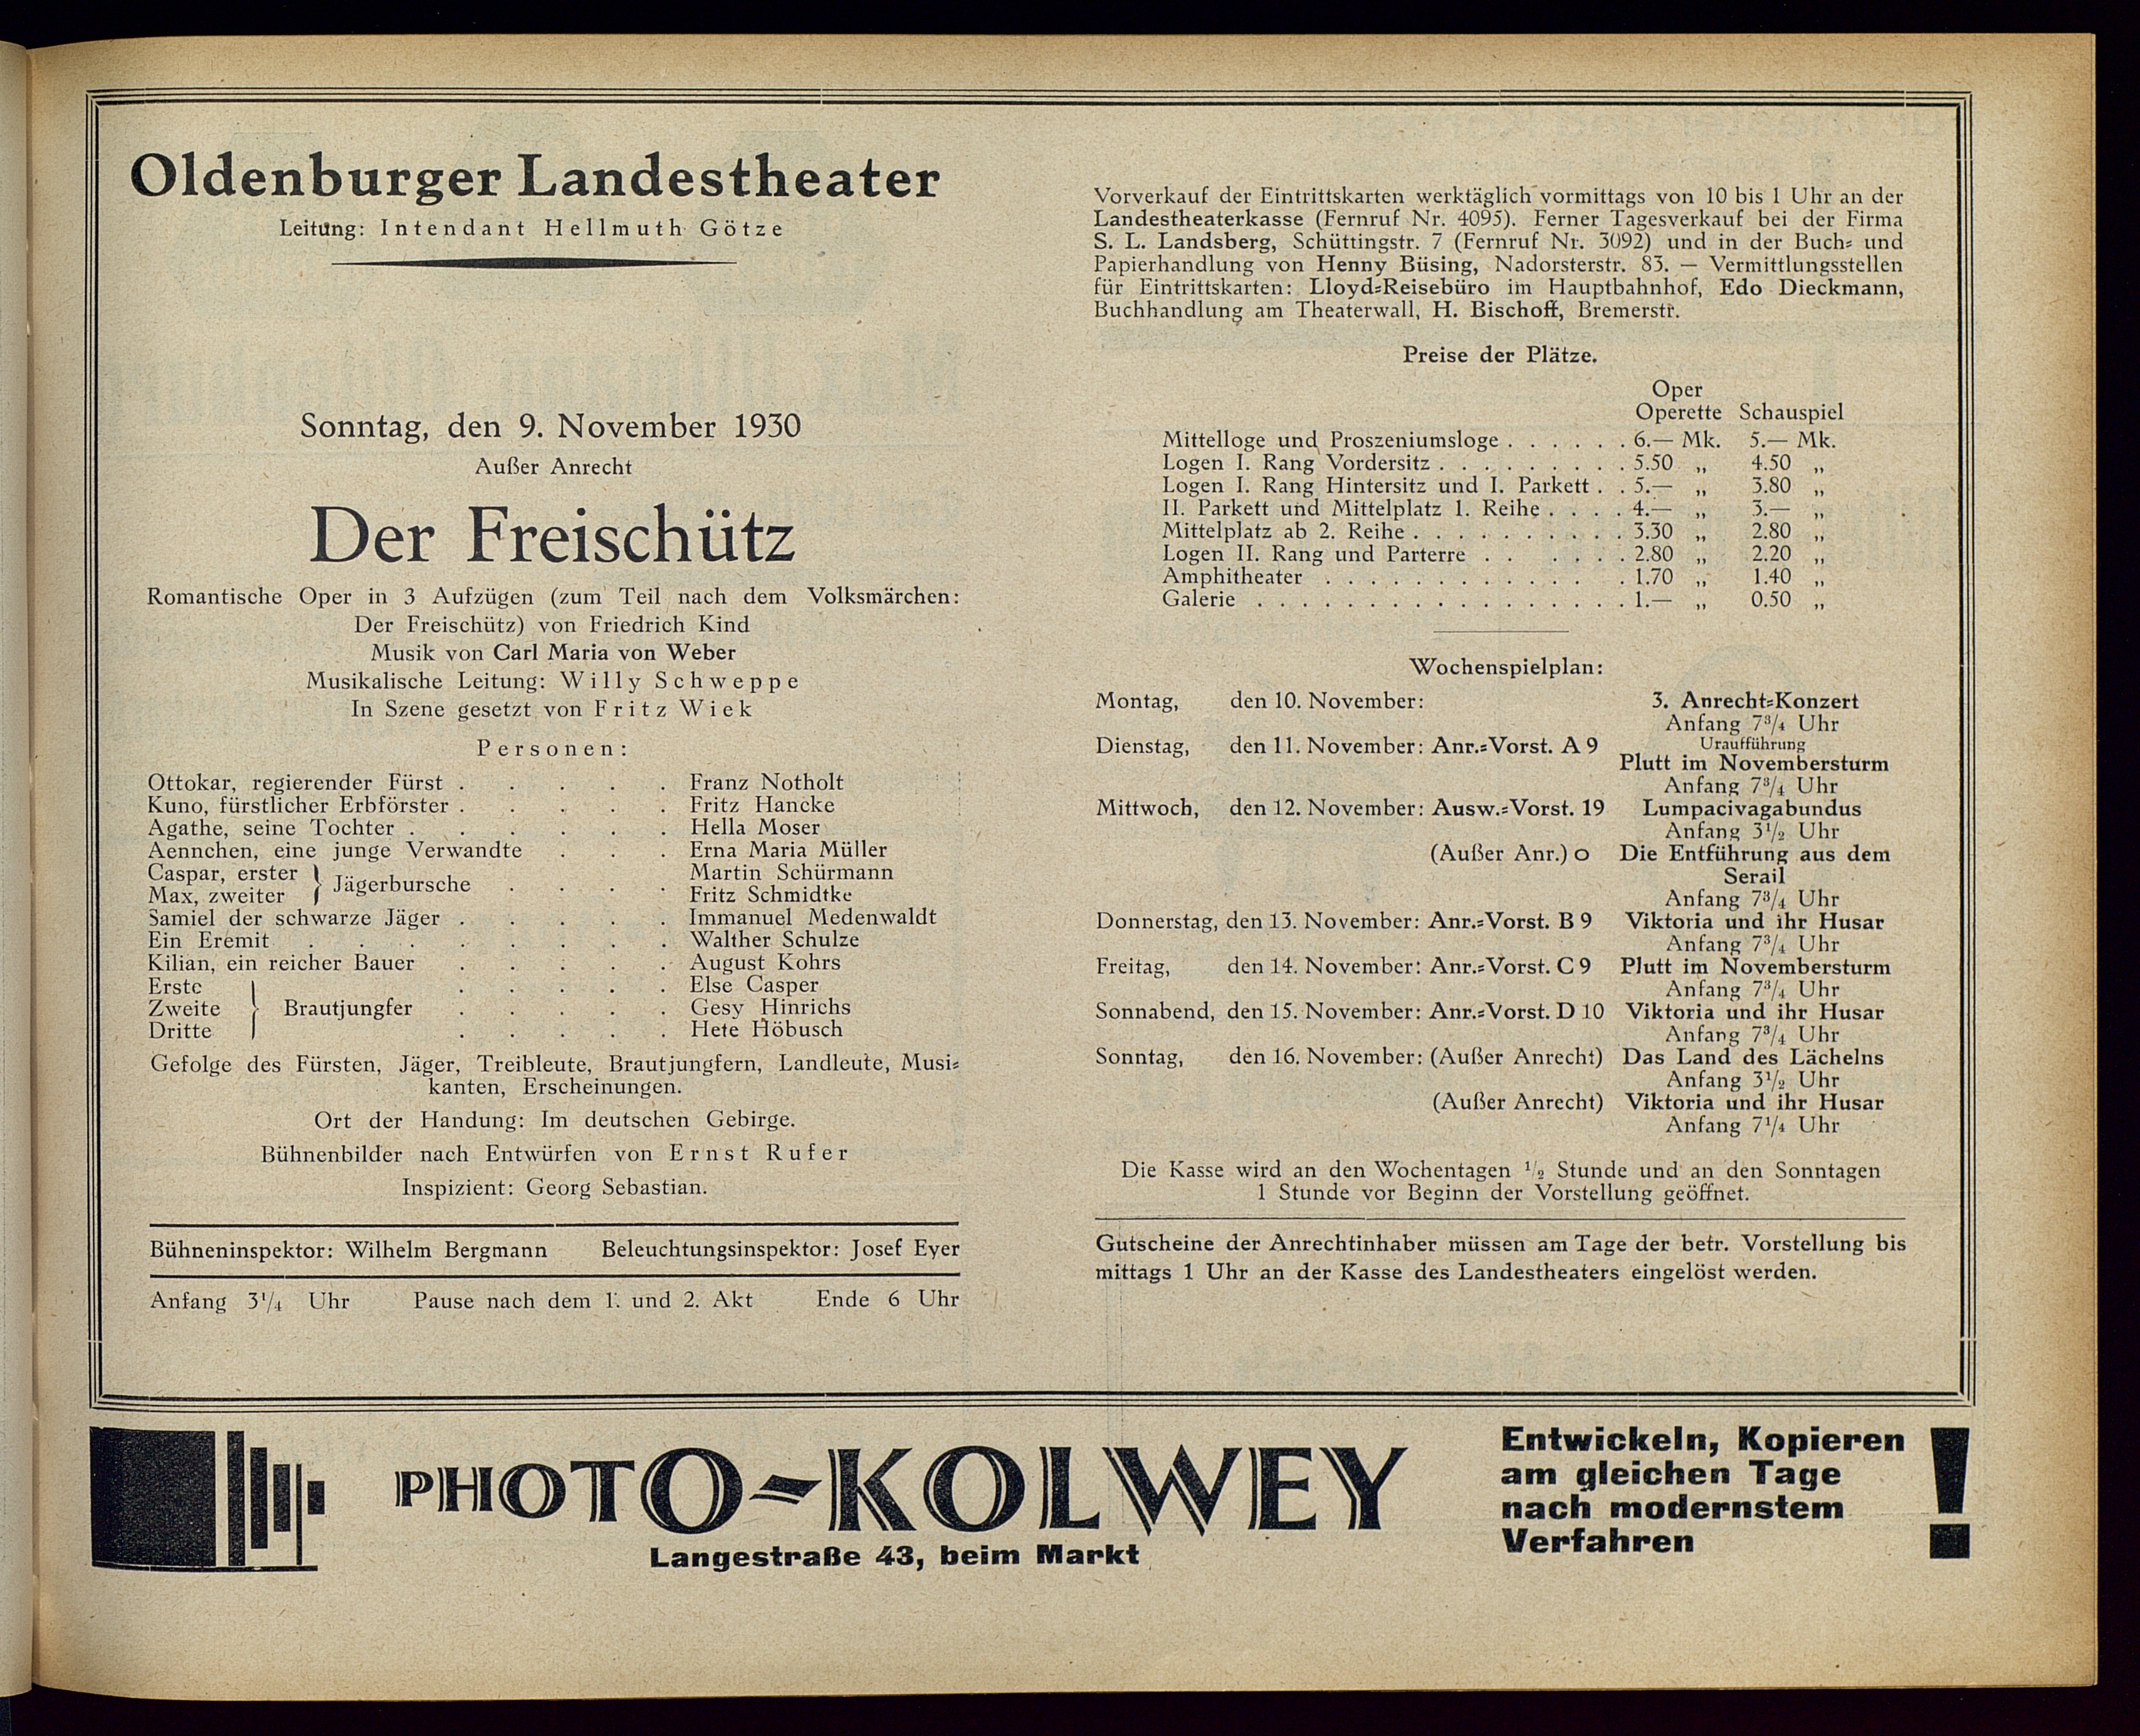 Oldenburger Landestheater
Leitung: Intendant Hellmuth Götze
Sonntag, den 9. November 1930
Außer Anrecht
Der Freischütz
Romantische Oper in 3 Aufzügen (zum Teil nach dem Volksmärchen:
Der Freischütz) von Friedrich Kind
Musik von Carl Maria von Weber
Musikalische Leitung: Willy Schweppe
In Szene gesetzt von Fritz Wiek
Personen:
Ottokar, regierender Fürst . . . . . Franz Notholt
Kuno, fürstlicher Erbförster . . . . . Fritz Hancke
Agathe, seine Tochter . . . . . . Hella Moser
Aennchen, eine junge Verwandte . . . Erna Maria Müller
Caspar, erster } Jägerbursche . . . . Martin Schürmann
Max, zweiter Fritz Schmidtke
Samiel der schwarze Jäger . . . . . Immanuel Medenwaldt
Ein Eremit . . . . . . . . Walther Schulze
Kilian, ein reicher Bauer . . . . . August Kohrs
Erste . . . . . Else Casper
Zweite } Brautjungfer . . . . . Gesy Hinrichs
Dritte . . . . . Hete Höbusch
Gefolge des Fürsten, Jäger, Treibleute, Brautjungfern, Landleute, Musi-
kanten, Erscheinungen.
Ort der Handung: Im deutschen Gebirge.
Bühnenbilder nach Entwürfen von Ernst Rufer
Inspizient: Georg Sebastian.
Bühneninspektor: Wilhelm Bergmann Beleuchtungsinspektor: Josef Eyer
Anfang 3¼ Uhr Pause nach dem 1. und 2. Akt Ende 6 Uhr
Vorverkauf der Eintrittskarten werktäglich vormittags von 10 bis 1 Uhr an der
Landestheaterkasse (Fernruf Nr. 4095). Ferner Tagesverkauf bei der Firma
S. L. Landsberg, Schüttingstr. 7 (Fernruf Nr. 3092) und in der Buch- und
Papierhandlung von Henny Büsing, Nadorsterstr. 83. — Vermittlungsstellen
für Eintrittskarten: Lloyd-Reisebüro im Hauptbahnhof, Edo Dieckmann,
Buchhandlung am Theaterwall, H. Bischoff, Bremerstr.
Preise der Plätze.
Oper
Operette Schauspiel
Mittelloge und Proszeniumsloge . . . . . . 6.— Mk. 5.— Mk.
Logen I. Rang Vordersitz . . . . . . . . . 5.50 „ 4.50 „
Logen I. Rang Hintersitz und I. Parkett . . 5.— „ 3.80 „
II. Parkett und Mittelplatz 1. Reihe . . . . 4.— „ 3.— „
Mittelplatz ab 2. Reihe . . . . . . . . . . 3.30 „ 2.80 „
Logen II. Rang und Parterre . . . . . . 2.80 „ 2.20 „
Amphitheater . . . . . . . . . . . . . . 1.70 „ 1.40 „
Galerie . . . . . . . . . . . . . . . . . 1.— „ 0.50 „
Wochenspielplan:
Montag, den 10. November: 3. Anrecht-Konzert
Anfang 7¾ Uhr
Dienstag, den 11. November: Anr.-Vorst. A 9 Uraufführung
Plutt im Novembersturm
Anfang 7¾ Uhr
Mittwoch, den 12. November: Ausw.-Vorst. 19 Lumpacivagabundus
Anfang 3½ Uhr
(Außer Anr.) o Die Entführung aus dem
Serail
Anfang 7¾ Uhr
Donnerstag, den 13. November: Anr.-Vorst. B 9 Viktoria und ihr Husar
Anfang 7¾ Uhr
Freitag, den 14. November: Anr.-Vorst. C 9 Plutt im Novembersturm
Anfang 7¾ Uhr
Sonnabend, den 15. November: Anr.-Vorst. D 10 Viktoria und ihr Husar
Anfang 7¾ Uhr
Sonntag, den 16. November: (Außer Anrecht) Das Land des Lächelns
Anfang 3½ Uhr
(Außer Anrecht) Viktoria und ihr Husar
Anfang 7¼ Uhr
Die Kasse wird an den Wochentagen ½ Stunde und an den Sonntagen
1 Stunde vor Beginn der Vorstellung geöffnet.
Gutscheine der Anrechtinhaber müssen am Tage der betr. Vorstellung bis
mittags 1 Uhr an der Kasse des Landestheaters eingelöst werden.
PHOTO-KOLWEY
Langestraße 43, beim Markt
Entwickeln, Kopieren
am gleichen Tage
nach modernstem
Verfahren
!